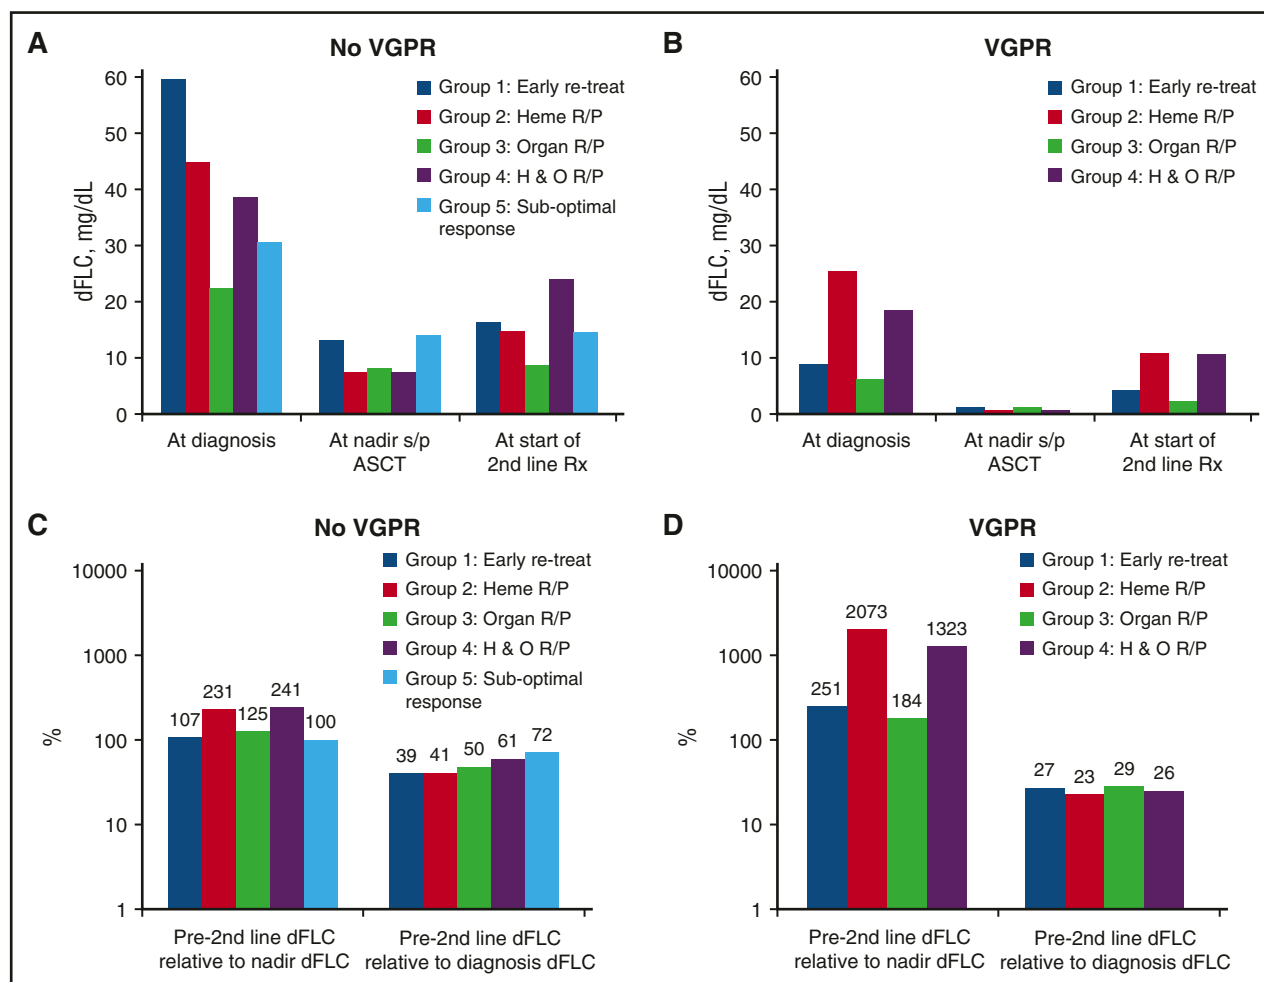 A
No VGPR
60
50
40
30
20
10
0
dFLC, mg/dL
Group 1: Early re-treat
Group 2: Heme R/P
Group 3: Organ R/P
Group 4: H & O R/P
Group 5: Sub-optimal
response
At diagnosis
At nadir s/p
ASCT
At start of
2nd line Rx
B
VGPR
60
50
40
30
20
10
0
dFLC, mg/dL
Group 1: Early re-treat
Group 2: Heme R/P
Group 3: Organ R/P
Group 4: H & O R/P
At diagnosis
At nadir s/p
ASCT
At start of
2nd line Rx
C
No VGPR
10000
1000
100
10
1
%
Group 1: Early re-treat
Group 2: Heme R/P
Group 3: Organ R/P
Group 4: H & O R/P
Group 5: Sub-optimal
response
107 231 125 241 100
39 41 50 61 72
Pre-2nd line dFLC
relative to nadir dFLC
Pre-2nd line dFLC
relative to diagnosis dFLC
D
VGPR
10000
1000
100
10
1
%
Group 1: Early re-treat
Group 2: Heme R/P
Group 3: Organ R/P
Group 4: H & O R/P
251 2073 184 1323
27 23 29 26
Pre-2nd line dFLC
relative to nadir dFLC
Pre-2nd line dFLC
relative to diagnosis dFLC